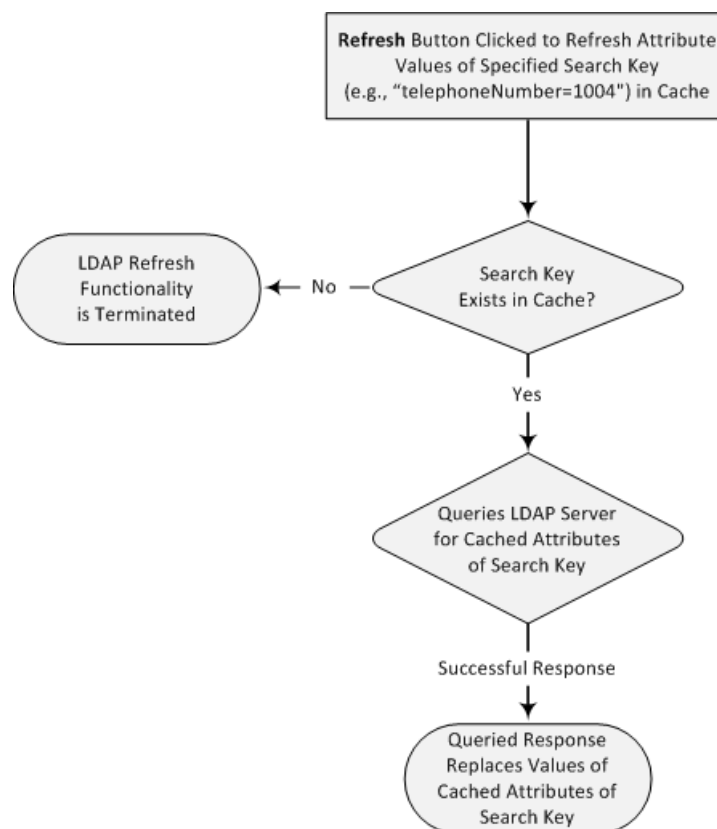 Refresh Button Clicked to Refresh Attribute
Values of Specified Search Key
(e.g., “telephoneNumber=1004") in Cache
LDAP Refresh
Functionality
is Terminated
No
Search Key
Exists in Cache?
Yes
Queries LDAP Server
for Cached Attributes
of Search Key
Successful Response
Queried Response
Replaces Values of
Cached Attributes of
Search Key